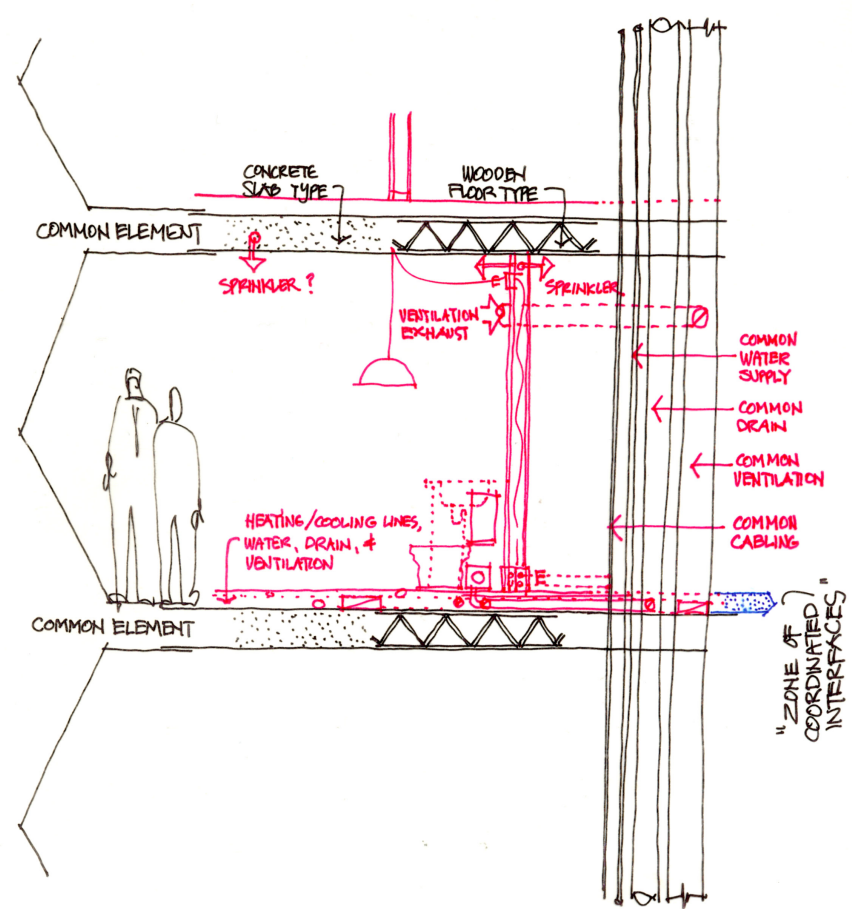 CONCRETE
SLAB TYPE
WOODEN
FLOOR TYPE
COMMON ELEMENT
SPRINKLER ?
E
SPRINKLER
VENTILATION
EXHAUST
COMMON
WATER
SUPPLY
COMMON
DRAIN
COMMON
VENTILATION
COMMON
CABLING
HEATING/COOLING LINES,
WATER, DRAIN, &
VENTILATION
E
COMMON ELEMENT
"ZONE OF
COORDINATED
INTERFACES"